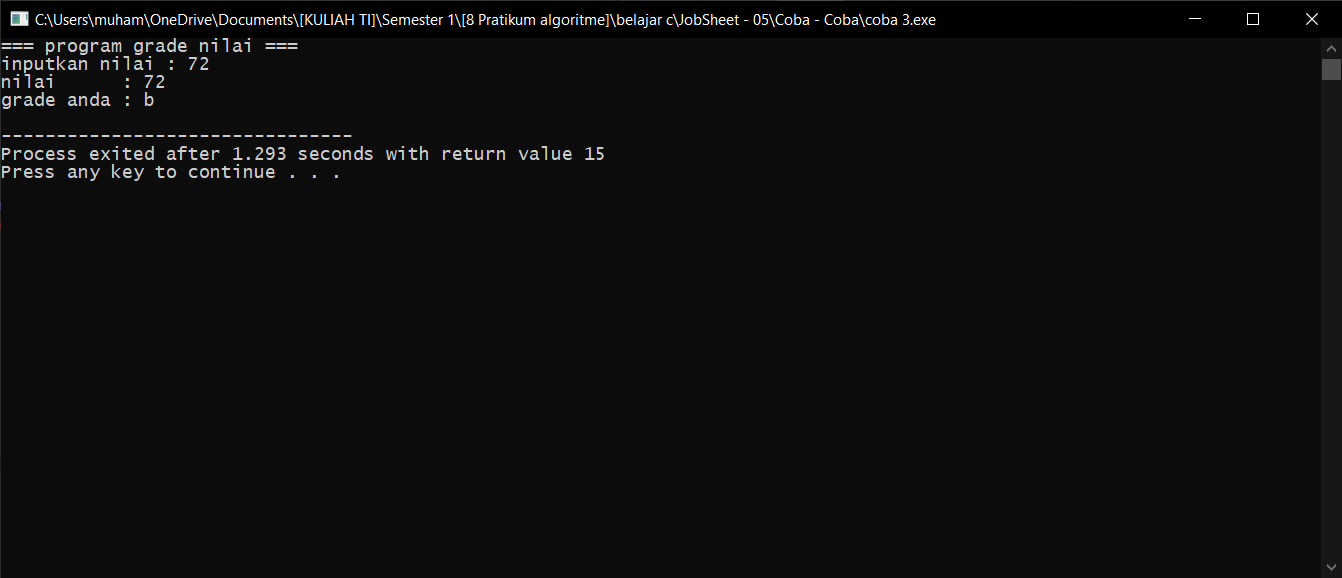 C:\Users\muham\OneDrive\Documents\[KULIAH TI]\Semester 1\[8 Pratikum algoritme]\belajar c\JobSheet - 05\Coba - Coba\coba 3.exe
=== program grade nilai ===
inputkan nilai : 72
nilai      : 72
grade anda : b
--------------------------------
Process exited after 1.293 seconds with return value 15
Press any key to continue . . .